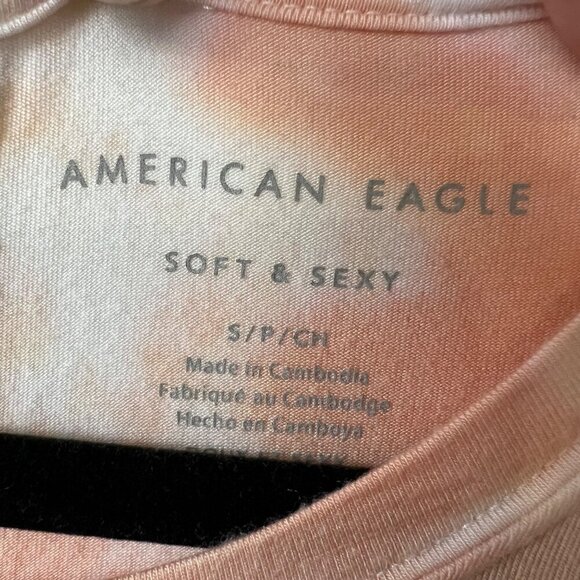 AMERICAN EAGLE
SOFT & SEXY
S/P/CH
Made in Cambodia
Fabriqué au Cambodge
Hecho en Camboya